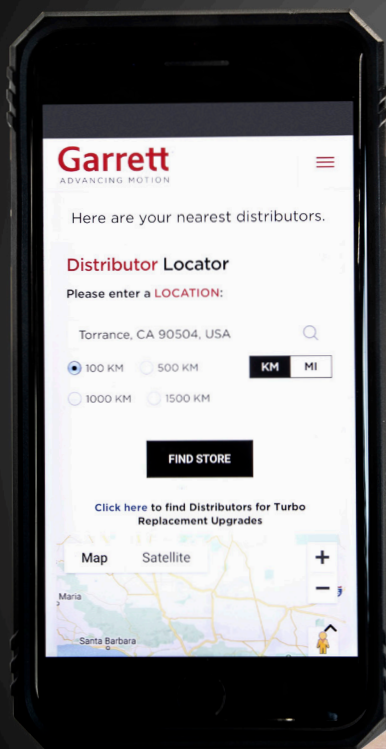 Garrett
ADVANCING MOTION
Here are your nearest distributors.
Distributor Locator
Please enter a LOCATION:
Torrance, CA 90504, USA
100 KM 500 KM KM MI
1000 KM 1500 KM
FIND STORE
Click here to find Distributors for Turbo
Replacement Upgrades
Map Satellite
Maria
Santa Barbara